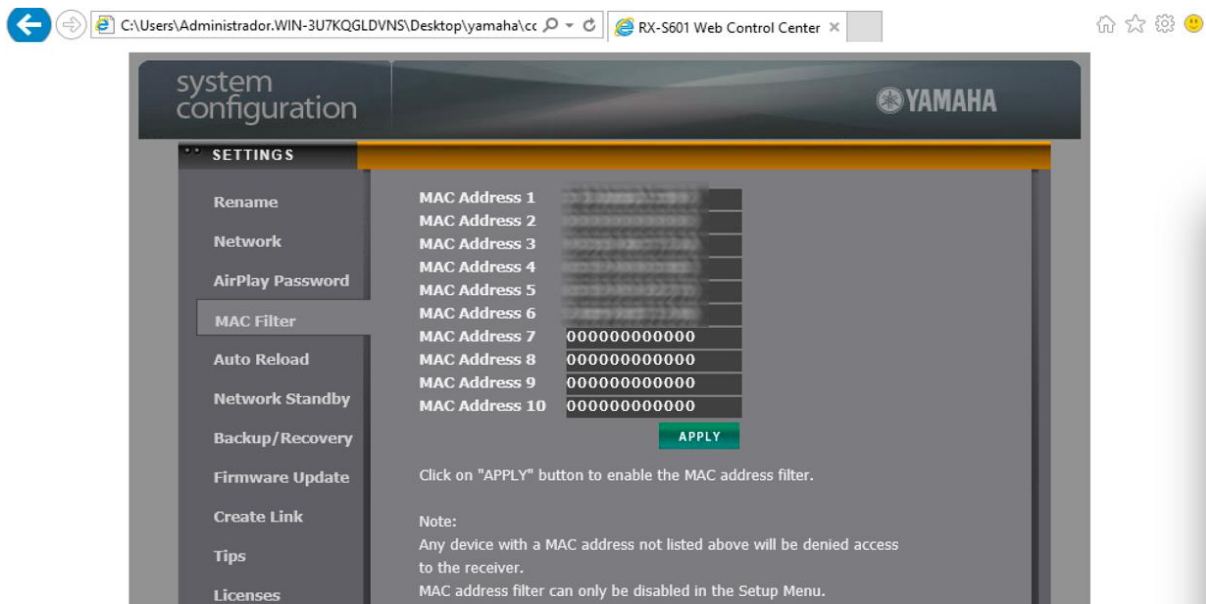 C:\Users\Administrador.WIN-3U7KQGLDVNS\Desktop\yamaha\cc
RX-S601 Web Control Center
system
configuration
YAMAHA
SETTINGS
Rename
Network
AirPlay Password
MAC Filter
Auto Reload
Network Standby
Backup/Recovery
Firmware Update
Create Link
Tips
Licenses
MAC Address 1
MAC Address 2
MAC Address 3
MAC Address 4
MAC Address 5
MAC Address 6
MAC Address 7 000000000000
MAC Address 8 000000000000
MAC Address 9 000000000000
MAC Address 10 000000000000
APPLY
Click on "APPLY" button to enable the MAC address filter.
Note:
Any device with a MAC address not listed above will be denied access
to the receiver.
MAC address filter can only be disabled in the Setup Menu.